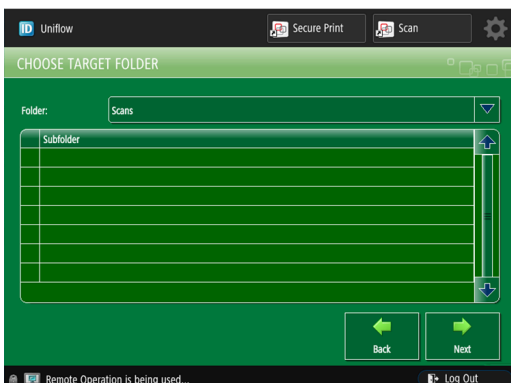 ID Uniflow Secure Print Scan
CHOOSE TARGET FOLDER
Folder: Scans
Subfolder
Back Next
Remote Operation is being used... Log Out